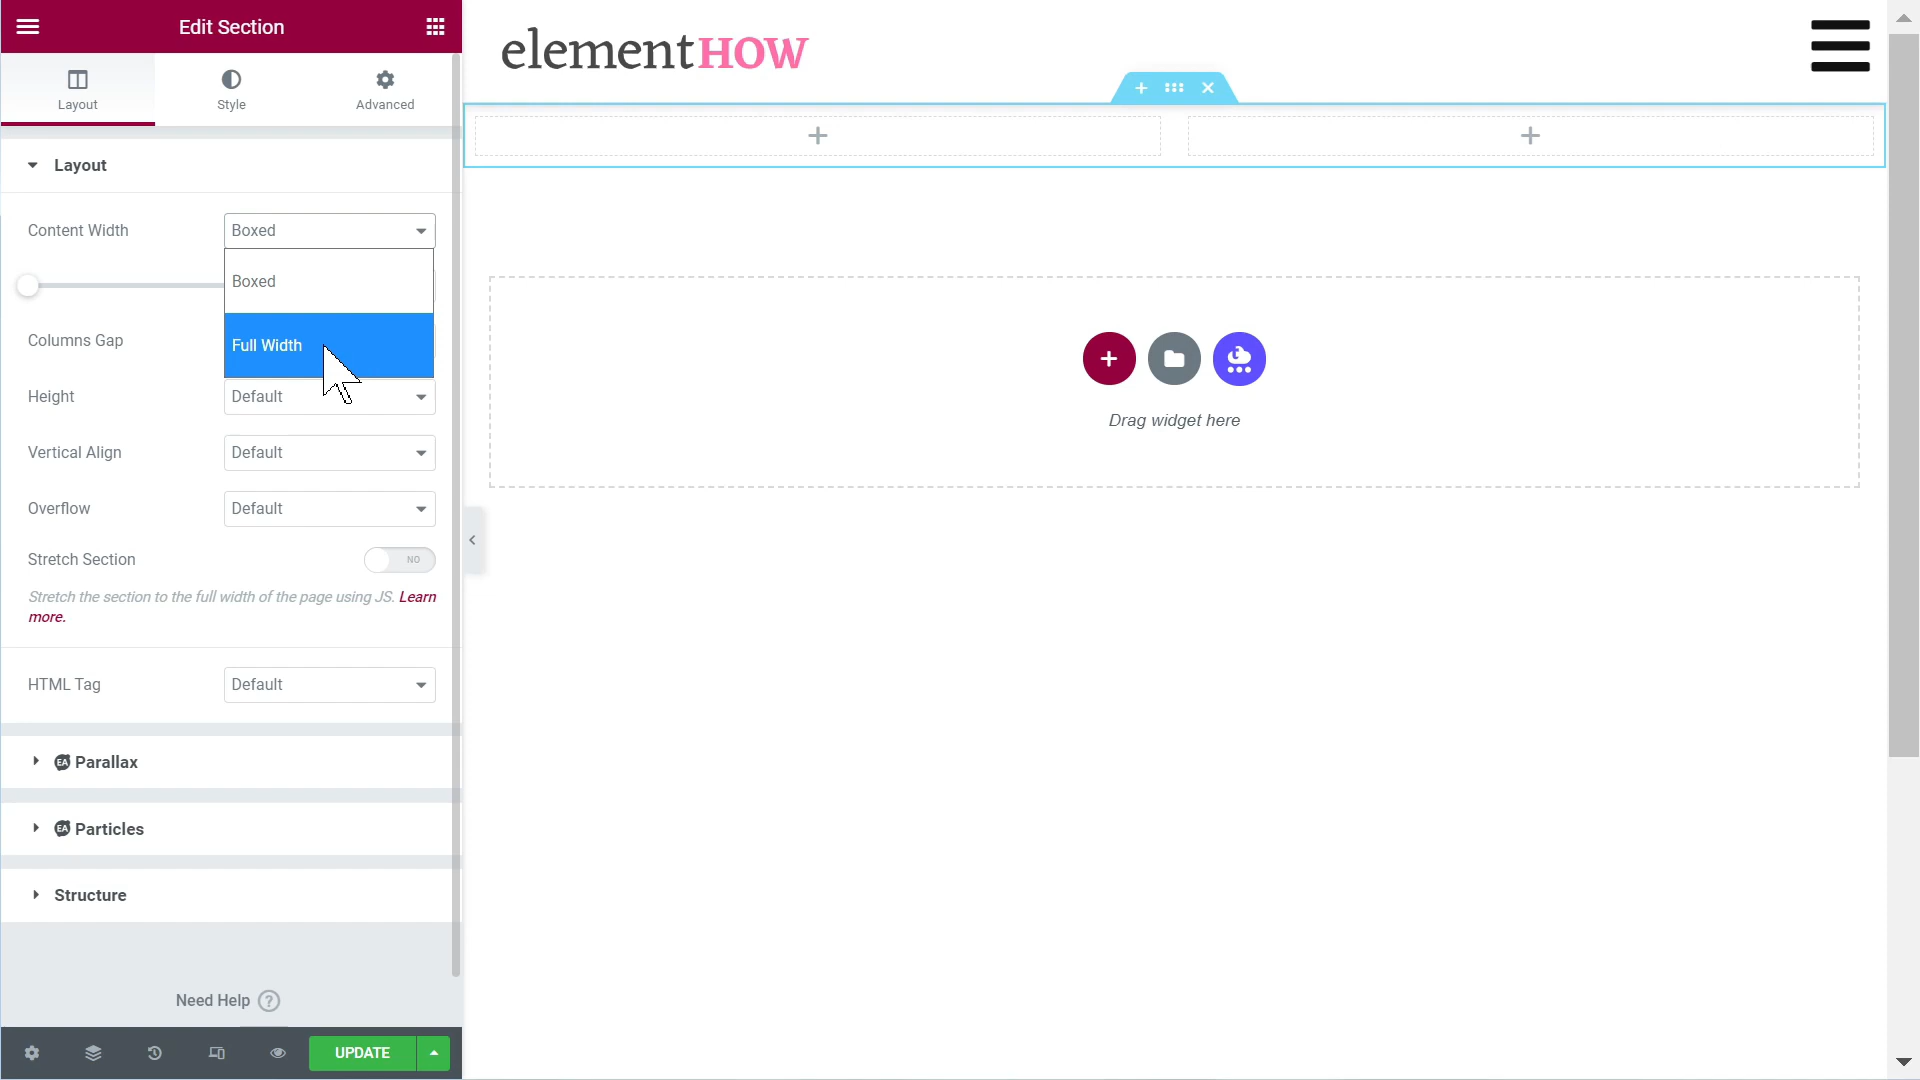 Edit Section
elementHOW
Layout
Style
Advanced
Layout
Content Width
Boxed
Boxed
Full Width
Columns Gap
Height
Default
Vertical Align
Default
Overflow
Default
Stretch Section
NO
Stretch the section to the full width of the page using JS. Learn
more.
HTML Tag
Default
EA Parallax
EA Particles
Structure
Need Help ?
UPDATE
Drag widget here